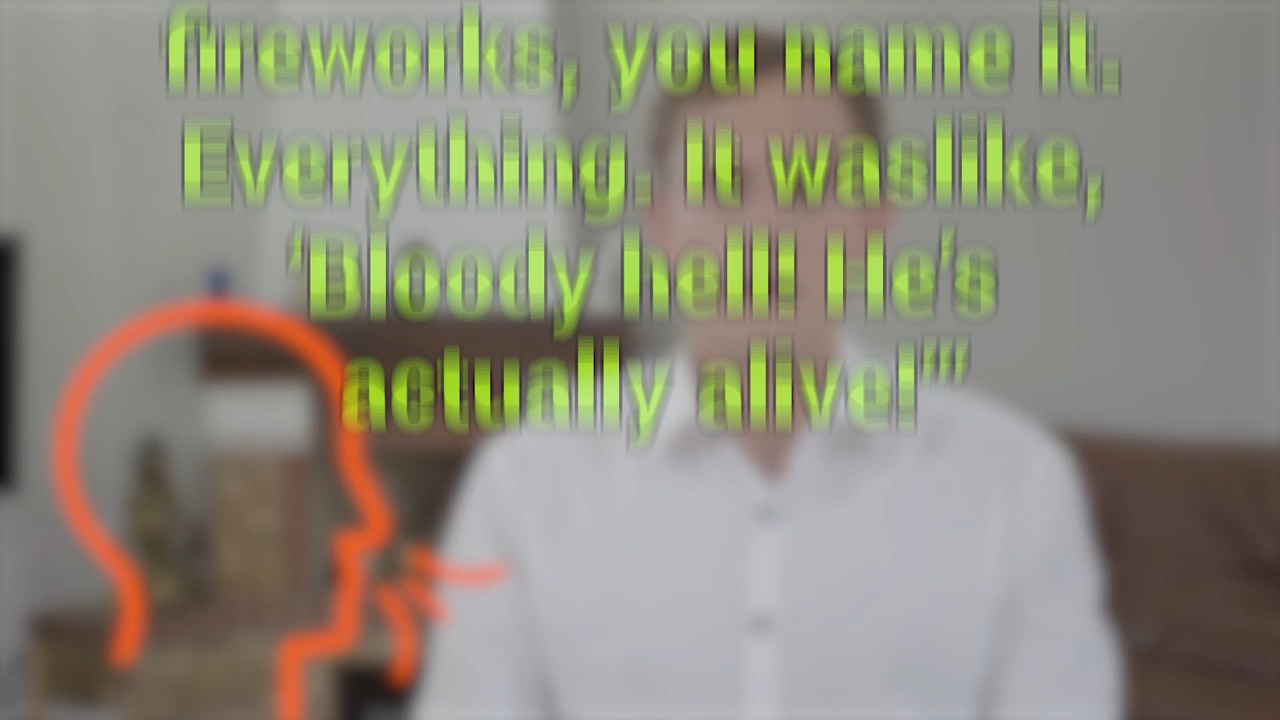 fireworks, you name it.
Everything. It waslike,
‘Bloody hell! He’s
actually alive!’”